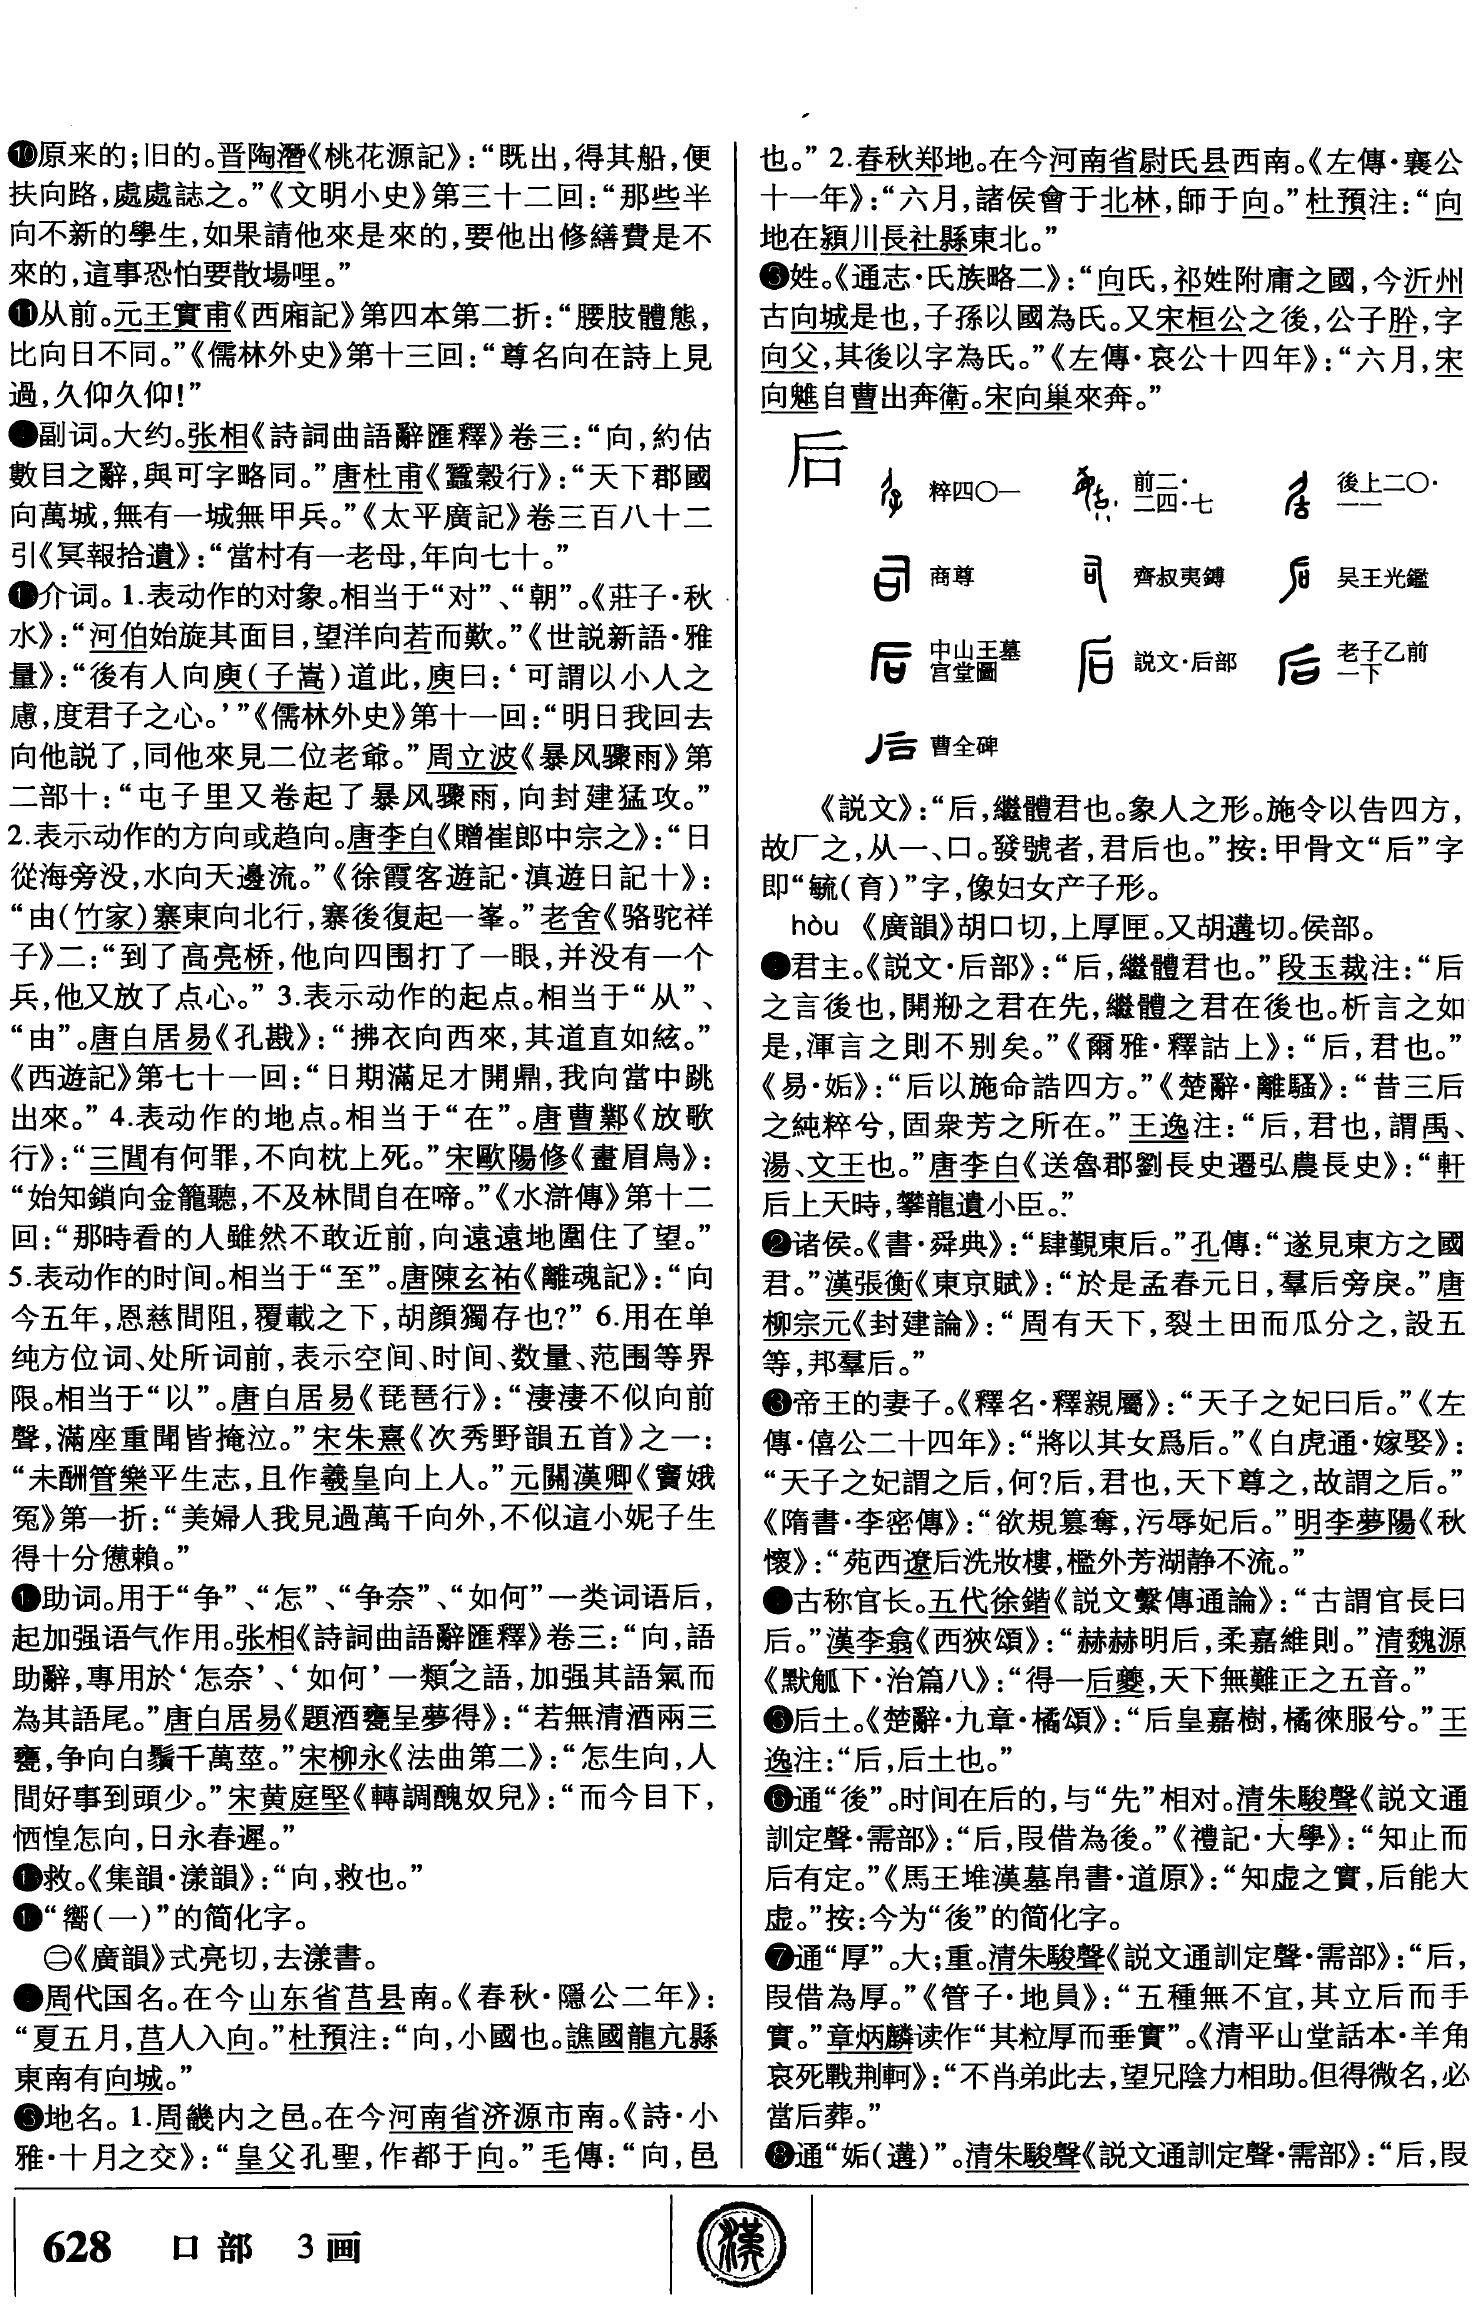 ❿原来的；旧的。晋陶潛《桃花源記》：“既出，得其船，便
扶向路，處處誌之。”《文明小史》第三十二回：“那些半
向不新的學生，如果請他來是來的，要他出修繕費是不
來的，這事恐怕要散場哩。”
⓫从前。元王實甫《西廂記》第四本第二折：“腰肢體態，
比向日不同。”《儒林外史》第十三回：“尊名向在詩上見
過，久仰久仰！”
副词。大约。张相《詩詞曲語辭匯釋》卷三：“向，約估
數目之辭，與可字略同。”唐杜甫《蠶穀行》：“天下郡國
向萬城，無有一城無甲兵。”《太平廣記》卷三百八十二
引《冥報拾遺》：“當村有一老母，年向七十。”
介词。1.表动作的对象。相当于“对”、“朝”。《莊子·秋
水》：“河伯始旋其面目，望洋向若而歎。”《世説新語·雅
量》：“後有人向庾(子嵩)道此，庾曰：‘可謂以小人之
慮，度君子之心。’”《儒林外史》第十一回：“明日我回去
向他説了，同他來見二位老爺。”周立波《暴风骤雨》第
二部十：“屯子里又卷起了暴风骤雨，向封建猛攻。”
2.表示动作的方向或趋向。唐李白《贈崔郎中宗之》：“日
從海旁没，水向天邊流。”《徐霞客遊記·滇遊日記十》：
“由(竹家)寨東向北行，寨後復起一峯。”老舍《骆驼祥
子》二：“到了高亮桥，他向四围打了一眼，并没有一个
兵，他又放了点心。” 3.表示动作的起点。相当于“从”、
“由”。唐白居易《孔戡》：“拂衣向西來，其道直如絃。”
《西遊記》第七十一回：“日期滿足才開鼎，我向當中跳
出來。” 4.表动作的地点。相当于“在”。唐曹鄴《放歌
行》：“三閭有何罪，不向枕上死。”宋歐陽修《畫眉鳥》：
“始知鎖向金籠聽，不及林間自在啼。”《水滸傳》第十二
回：“那時看的人雖然不敢近前，向遠遠地圍住了望。”
5.表动作的时间。相当于“至”。唐陳玄祐《離魂記》：“向
今五年，恩慈間阻，覆載之下，胡顔獨存也？” 6.用在单
纯方位词、处所词前，表示空间、时间、数量、范围等界
限。相当于“以”。唐白居易《琵琶行》：“淒淒不似向前
聲，滿座重聞皆掩泣。”宋朱熹《次秀野韻五首》之一：
“未酬管樂平生志，且作羲皇向上人。”元關漢卿《竇娥
冤》第一折：“美婦人我見過萬千向外，不似這小妮子生
得十分憊賴。”
助词。用于“争”、“怎”、“争奈”、“如何”一类词语后，
起加强语气作用。张相《詩詞曲語辭匯釋》卷三：“向，語
助辭，專用於‘怎奈’、‘如何’一類之語，加强其語氣而
為其語尾。”唐白居易《題酒甕呈夢得》：“若無清酒兩三
甕，争向白鬚千萬莖。”宋柳永《法曲第二》：“怎生向，人
間好事到頭少。”宋黄庭堅《轉調醜奴兒》：“而今目下，
恓惶怎向，日永春遲。”
救。《集韻·漾韻》：“向，救也。”
“嚮(一)”的简化字。
㊁《廣韻》式亮切，去漾書。
周代国名。在今山东省莒县南。《春秋·隱公二年》：
“夏五月，莒人入向。”杜預注：“向，小國也。譙國龍亢縣
東南有向城。”
地名。1.周畿内之邑。在今河南省济源市南。《詩·小
雅·十月之交》：“皇父孔聖，作都于向。”毛傳：“向，邑
也。” 2.春秋郑地。在今河南省尉氏县西南。《左傳·襄公
十一年》：“六月，諸侯會于北林，師于向。”杜預注：“向
地在潁川長社縣東北。”
❸姓。《通志·氏族略二》：“向氏，祁姓附庸之國，今沂州
古向城是也，子孫以國為氏。又宋桓公之後，公子肸，字
向父，其後以字為氏。”《左傳·哀公十四年》：“六月，宋
向魋自曹出奔衛。宋向巢來奔。”
后
粹四〇一
前二·二四·七
後上二〇·一一
商尊
齊叔夷鎛
吴王光鑑
中山王墓宫堂圖
説文·后部
老子乙前一下
曹全碑
《説文》：“后，繼體君也。象人之形。施令以告四方，
故厂之，从一、口。發號者，君后也。”按：甲骨文“后”字
即“毓(育)”字，像妇女产子形。
hòu 《廣韻》胡口切，上厚匣。又胡遘切。侯部。
君主。《説文·后部》：“后，繼體君也。”段玉裁注：“后
之言後也，開剏之君在先，繼體之君在後也。析言之如
是，渾言之則不别矣。”《爾雅·釋詁上》：“后，君也。”
《易·姤》：“后以施命誥四方。”《楚辭·離騷》：“昔三后
之純粹兮，固衆芳之所在。”王逸注：“后，君也，謂禹、
湯、文王也。”唐李白《送魯郡劉長史遷弘農長史》：“軒
后上天時，攀龍遺小臣。”
❷诸侯。《書·舜典》：“肆覲東后。”孔傳：“遂見東方之國
君。”漢張衡《東京賦》：“於是孟春元日，羣后旁戾。”唐
柳宗元《封建論》：“周有天下，裂土田而瓜分之，設五
等，邦羣后。”
❸帝王的妻子。《釋名·釋親屬》：“天子之妃曰后。”《左
傳·僖公二十四年》：“將以其女爲后。”《白虎通·嫁娶》：
“天子之妃謂之后，何？后，君也，天下尊之，故謂之后。”
《隋書·李密傳》：“欲規篡奪，污辱妃后。”明李夢陽《秋
懷》：“苑西遼后洗妝樓，檻外芳湖静不流。”
古称官长。五代徐鍇《説文繫傳通論》：“古謂官長曰
后。”漢李翕《西狹頌》：“赫赫明后，柔嘉維則。”清魏源
《默觚下·治篇八》：“得一后夔，天下無難正之五音。”
后土。《楚辭·九章·橘頌》：“后皇嘉樹，橘徠服兮。”王
逸注：“后，后土也。”
❻通“後”。时间在后的，与“先”相对。清朱駿聲《説文通
訓定聲·需部》：“后，叚借為後。”《禮記·大學》：“知止而
后有定。”《馬王堆漢墓帛書·道原》：“知虚之實，后能大
虚。”按：今为“後”的简化字。
❼通“厚”。大；重。清朱駿聲《説文通訓定聲·需部》：“后，
叚借為厚。”《管子·地員》：“五種無不宜，其立后而手
實。”章炳麟读作“其粒厚而垂實”。《清平山堂話本·羊角
哀死戰荆軻》：“不肖弟此去，望兄陰力相助。但得微名，必
當后葬。”
❽通“姤(遘)”。清朱駿聲《説文通訓定聲·需部》：“后，叚
628 口部 3画
漢